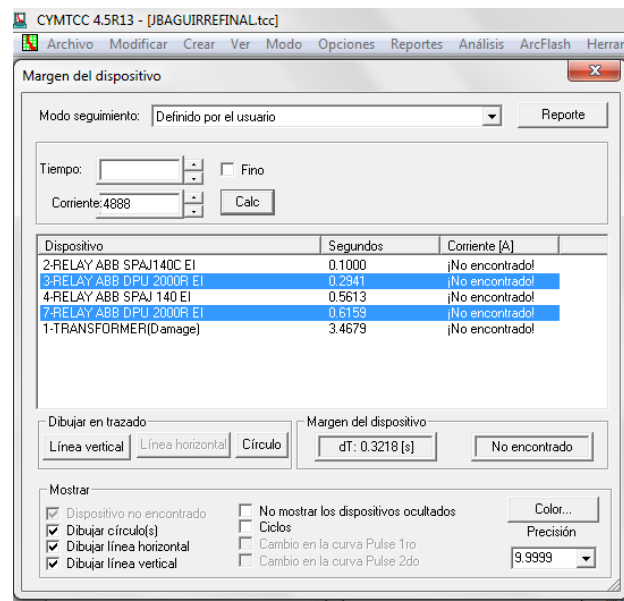 CYMTCC 4.5R13 - [JBAGUIRREFINAL.tcc]
Archivo Modificar Crear Ver Modo Opciones Reportes Análisis ArcFlash Herrar
Margen del dispositivo
Modo seguimiento: Definido por el usuario Reporte
Tiempo: Fino
Corriente: 4888 Calc
Dispositivo Segundos Corriente [A]
2-RELAY ABB SPAJ140C EI 0.1000 ¡No encontrado!
3-RELAY ABB DPU 2000R EI 0.2941 ¡No encontrado!
4-RELAY ABB SPAJ 140 EI 0.5613 ¡No encontrado!
7-RELAY ABB DPU 2000R EI 0.6159 ¡No encontrado!
1-TRANSFORMER(Damage) 3.4679 ¡No encontrado!
Dibujar en trazado Margen del dispositivo
Línea vertical Línea horizontal Círculo dT: 0.3218 [s] No encontrado
Mostrar
Dispositivo no encontrado No mostrar los dispositivos ocultados Color...
Dibujar círculo(s) Ciclos Precisión
Dibujar línea horizontal Cambio en la curva Pulse 1ro
Dibujar línea vertical Cambio en la curva Pulse 2do 9.9999